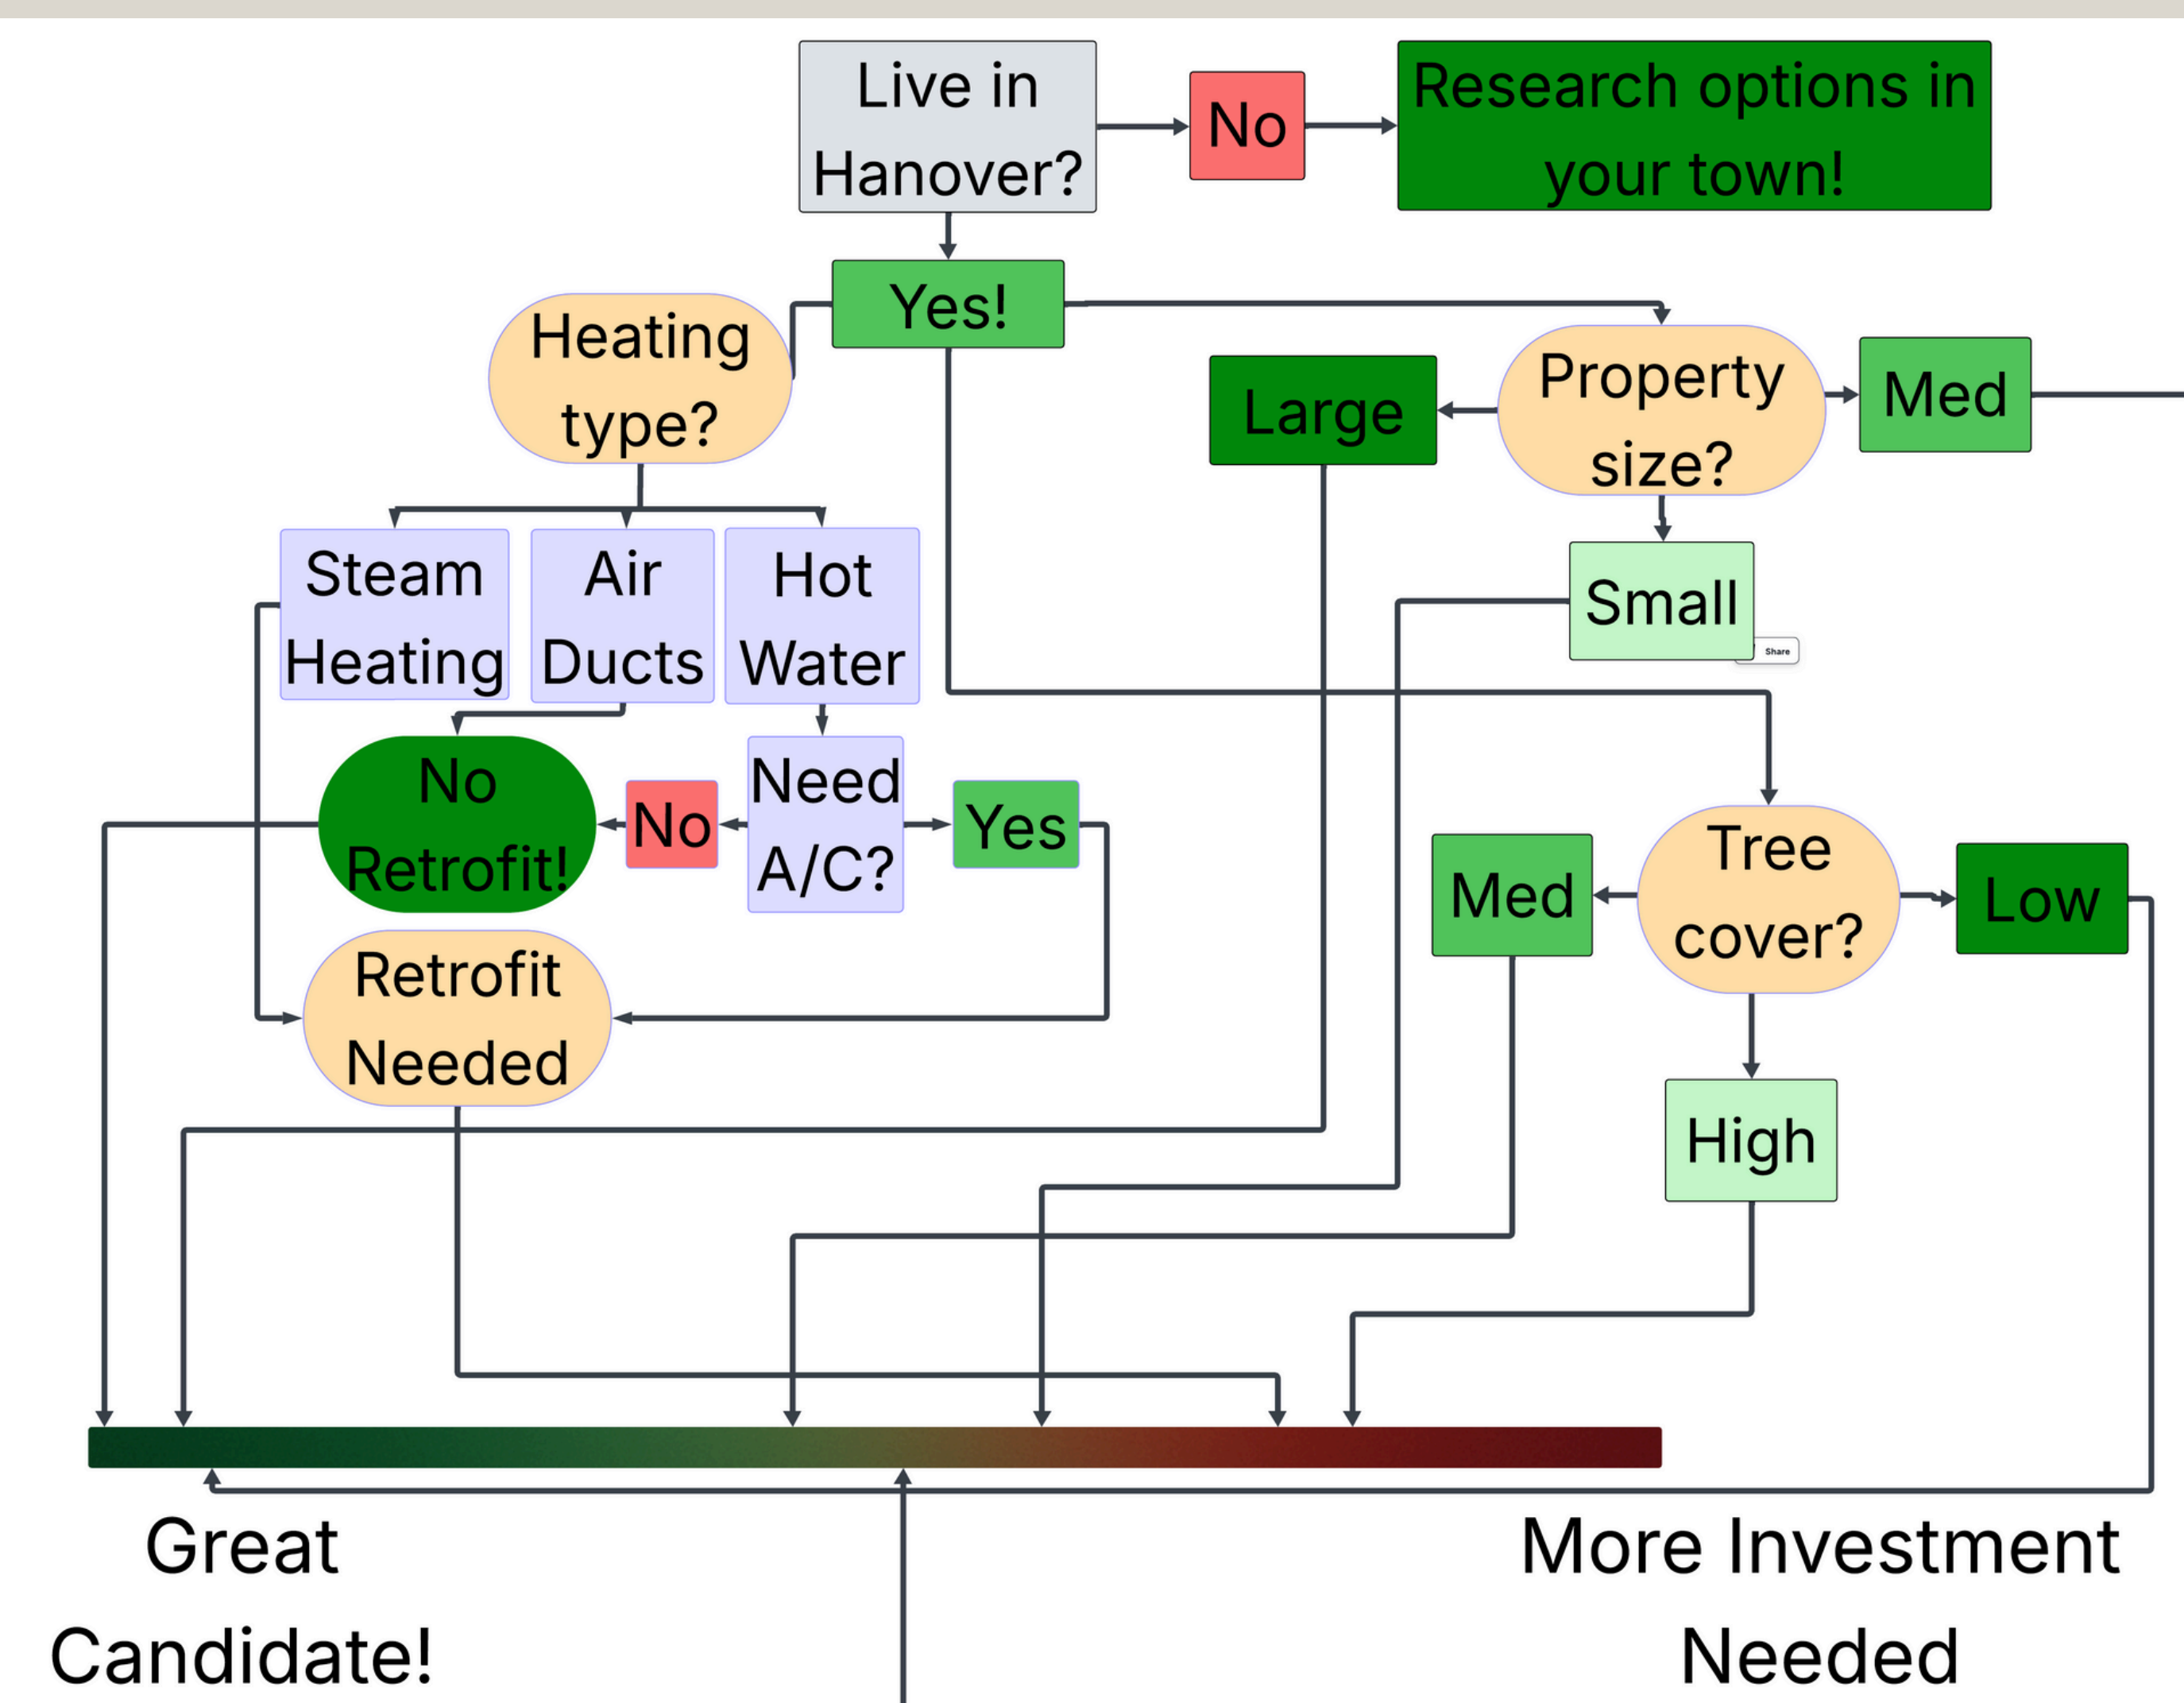 Live in
Hanover?
No
Research options in
your town!
Yes!
Heating
type?
Property
size?
Med
Large
Small
Share
Steam
Heating
Air
Ducts
Hot
Water
No
Retrofit!
No
Need
A/C?
Yes
Med
Tree
cover?
Low
Retrofit
Needed
High
Great
Candidate!
More Investment
Needed